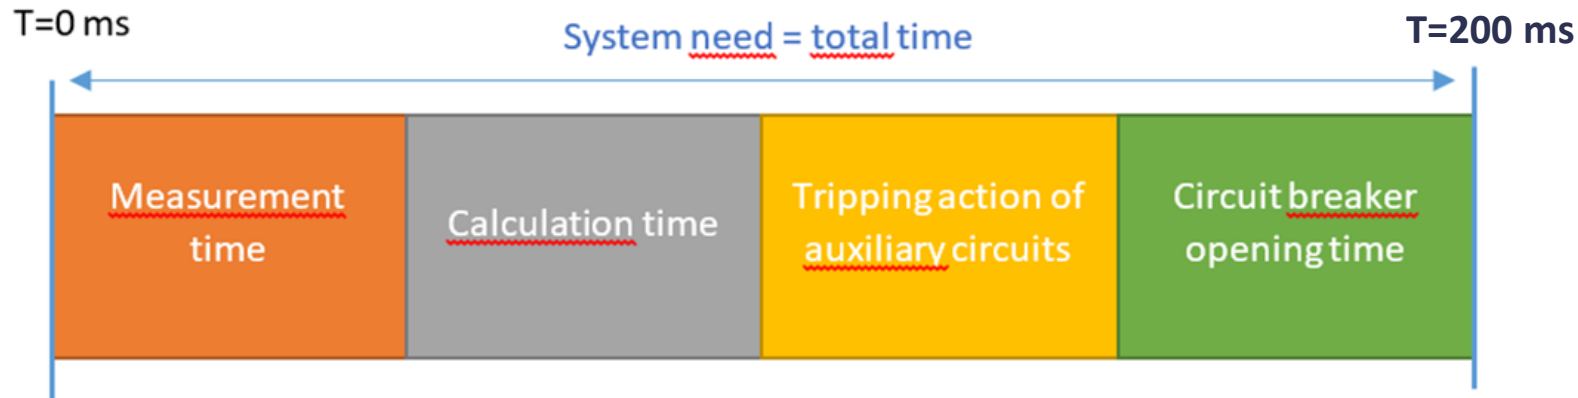 T=0 ms
System need = total time
T=200 ms
Measurement
time
Calculation time
Tripping action of
auxiliary circuits
Circuit breaker
opening time